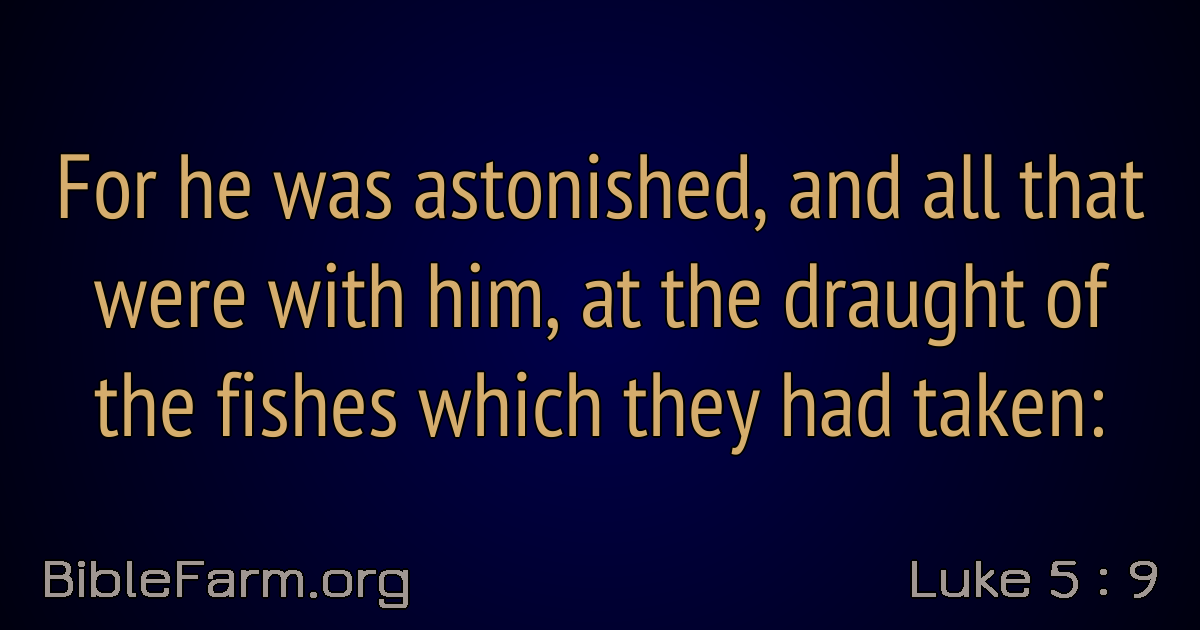 For he was astonished, and all that
were with him, at the draught of
the fishes which they had taken:
BibleFarm.org
Luke 5 : 9